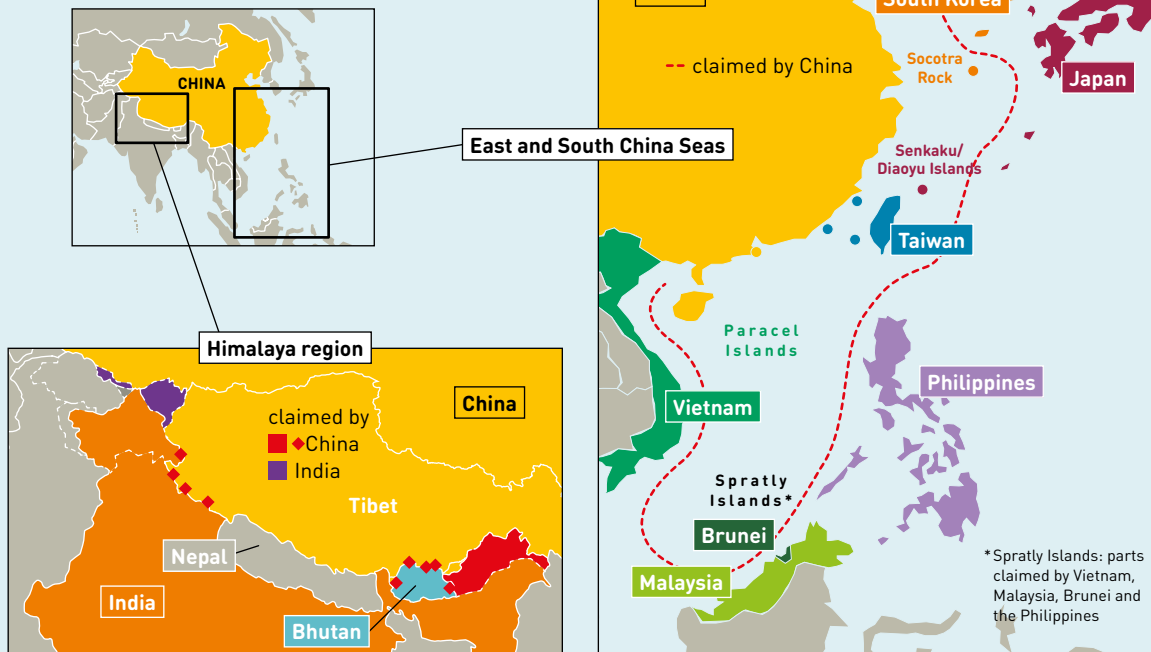 CHINA
East and South China Seas
Himalaya region
claimed by
China
India
China
Tibet
Nepal
India
Bhutan
South Korea
claimed by China
Socotra
Rock
Japan
Senkaku/
Diaoyu Islands
Taiwan
Paracel
Islands
Vietnam
Philippines
Spratly
Islands*
Brunei
Malaysia
*Spratly Islands: parts
claimed by Vietnam,
Malaysia, Brunei and
the Philippines